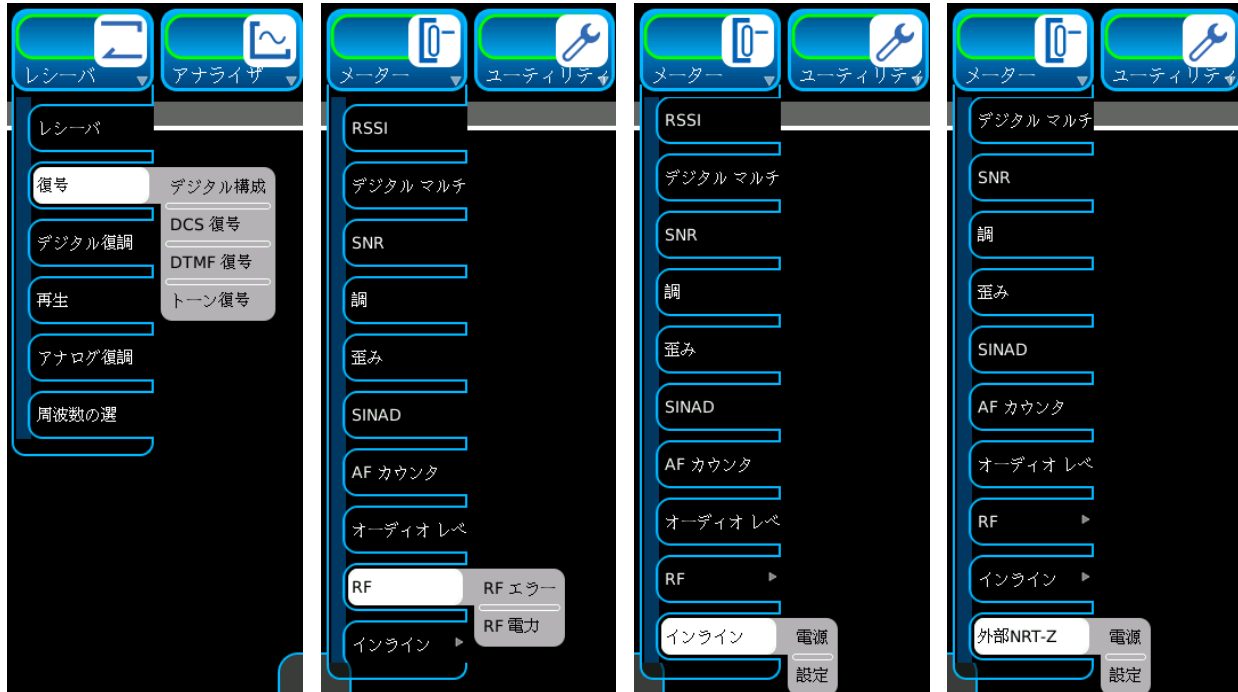 レシーバ
アナライザ
レシーバ
復号
デジタル構成
DCS 復号
DTMF 復号
トーン復号
デジタル復調
再生
アナログ復調
周波数の選
メーター
ユーティリティ
RSSI
デジタル マルチ
SNR
調
歪み
SINAD
AF カウンタ
オーディオ レベ
RF
RF エラー
RF 電力
インライン
メーター
ユーティリティ
RSSI
デジタル マルチ
SNR
調
歪み
SINAD
AF カウンタ
オーディオ レベ
RF
インライン
電源
設定
メーター
ユーティリティ
デジタル マルチ
SNR
調
歪み
SINAD
AF カウンタ
オーディオ レベ
RF
インライン
外部NRT-Z
電源
設定